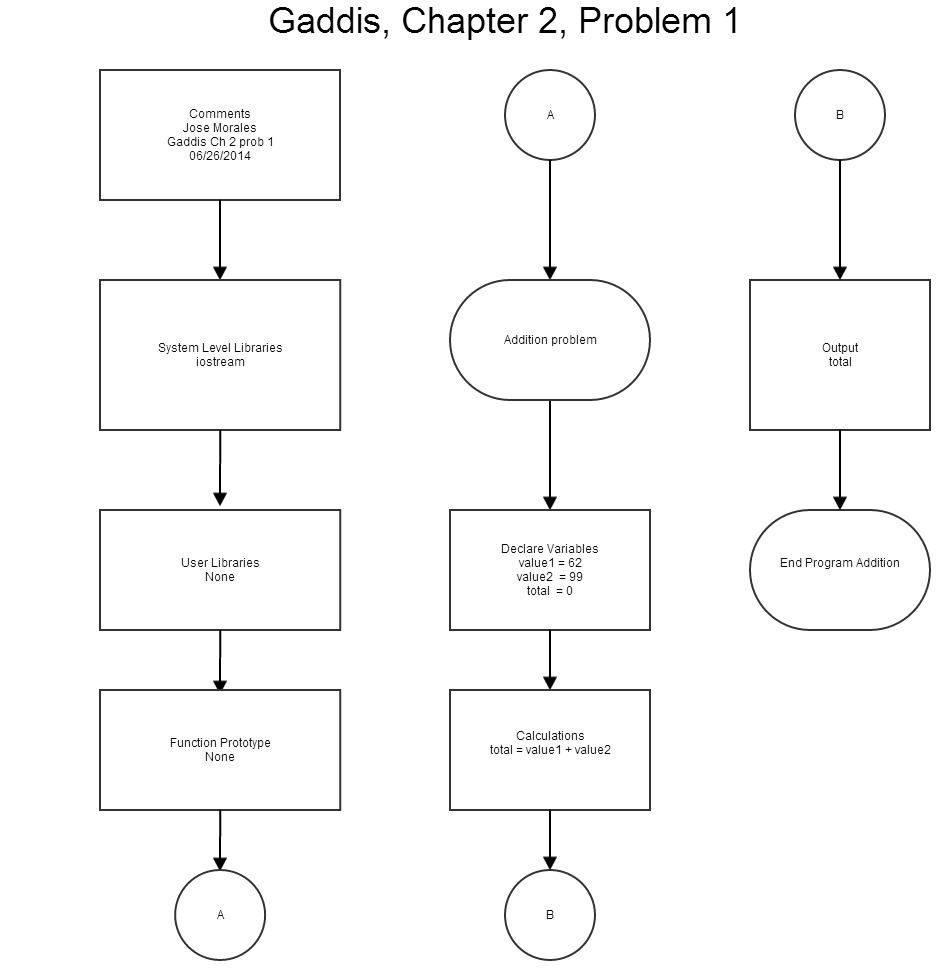 Gaddis, Chapter 2, Problem 1
Comments
Jose Morales
Gaddis Ch 2 prob 1
06/26/2014
System Level Libraries
iostream
User Libraries
None
Function Prototype
None
A
A
Addition problem
Declare Variables
value1 = 62
value2 = 99
total = 0
Calculations
total = value1 + value2
B
B
Output
total
End Program Addition